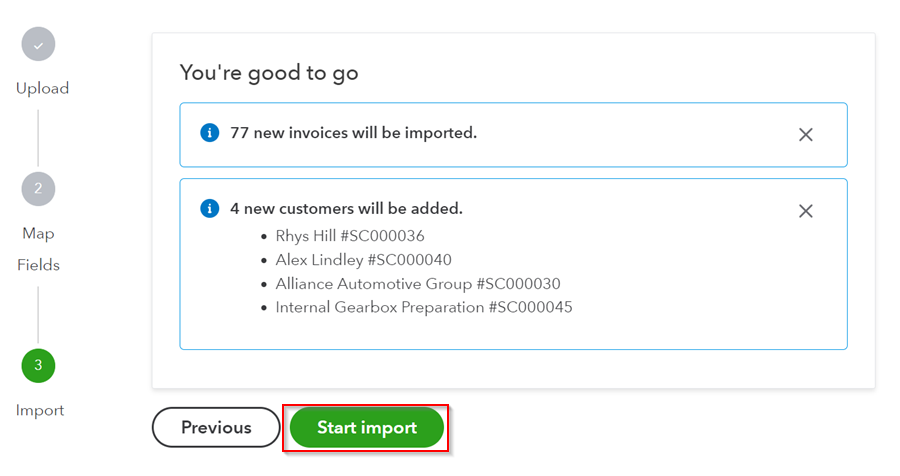 Upload
2
Map
Fields
3
Import
You're good to go
77 new invoices will be imported.
4 new customers will be added.
Rhys Hill #SC000036
Alex Lindley #SC000040
Alliance Automotive Group #SC000030
Internal Gearbox Preparation #SC000045
Previous
Start import